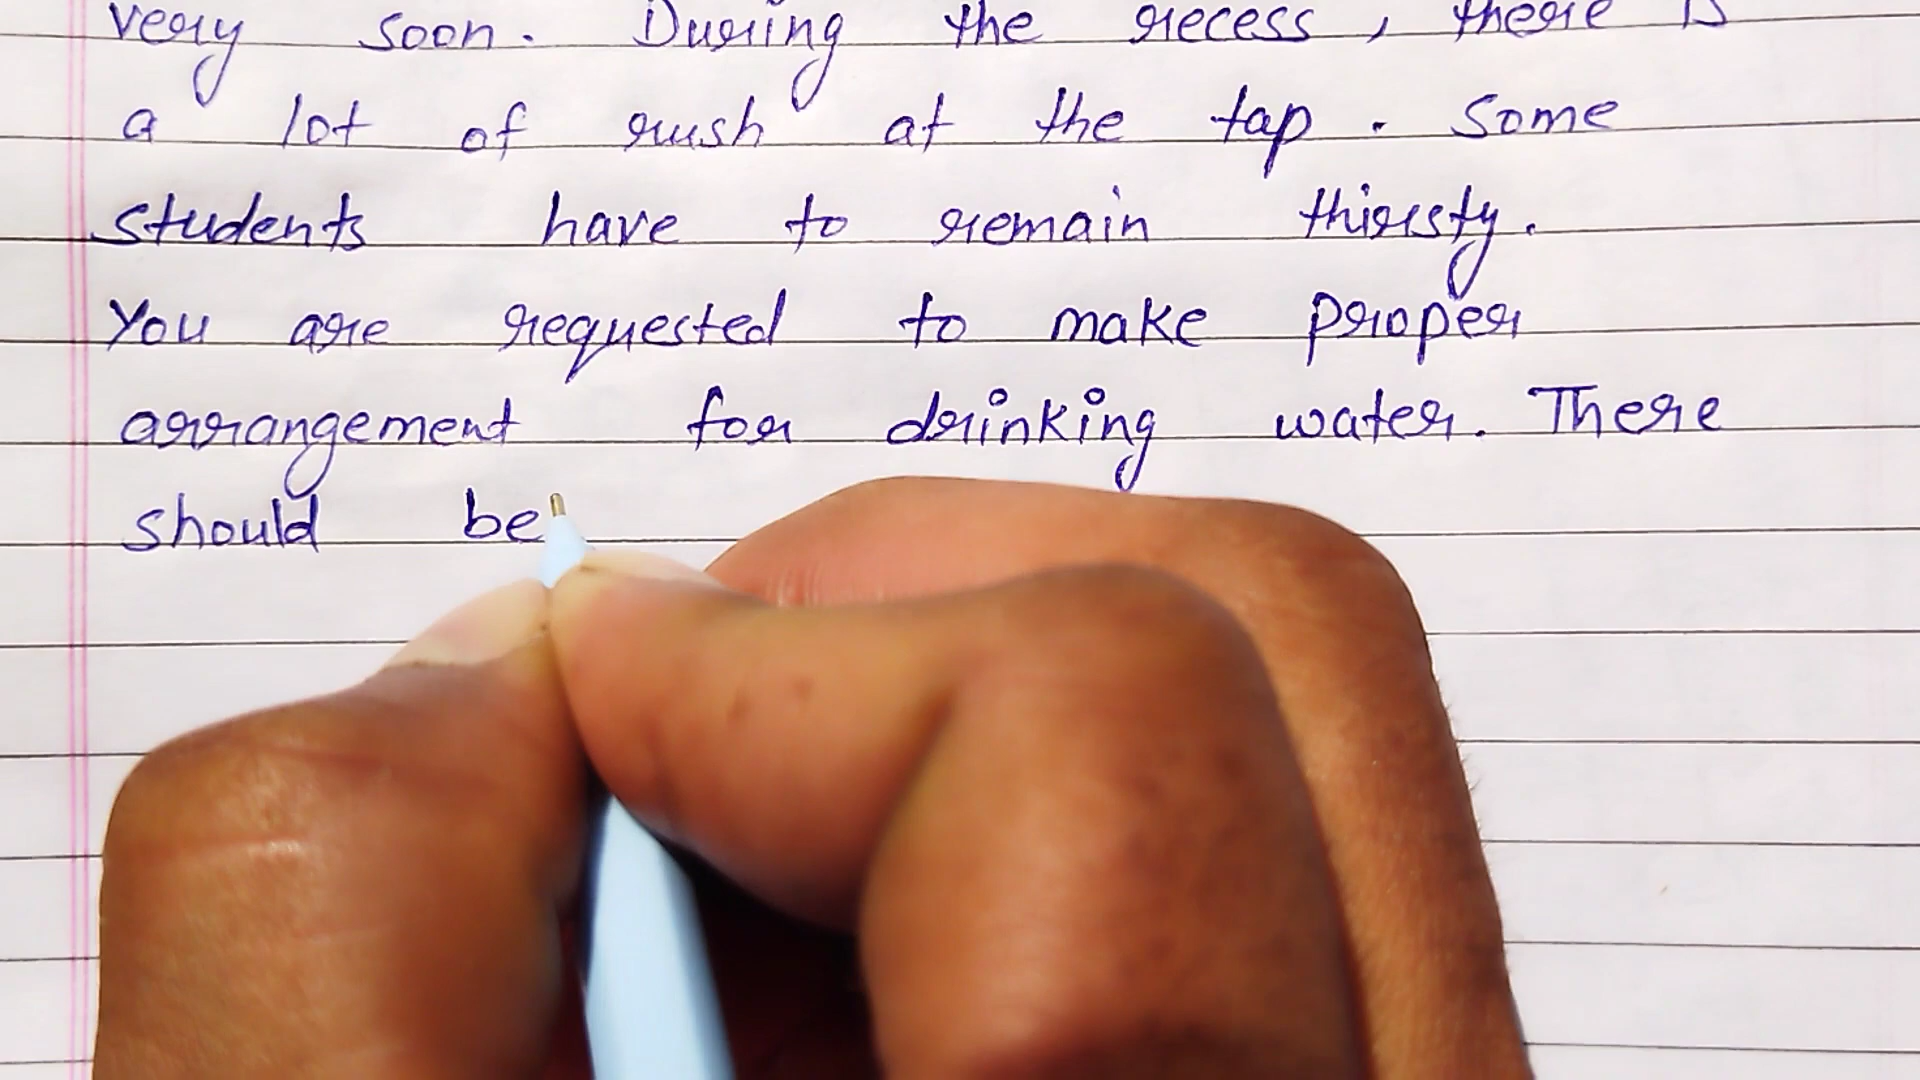 very soon. During the recess, there is
a lot of rush at the tap. Some
students have to remain thirsty.
You are requested to make proper
arrangement for drinking water. There
should be